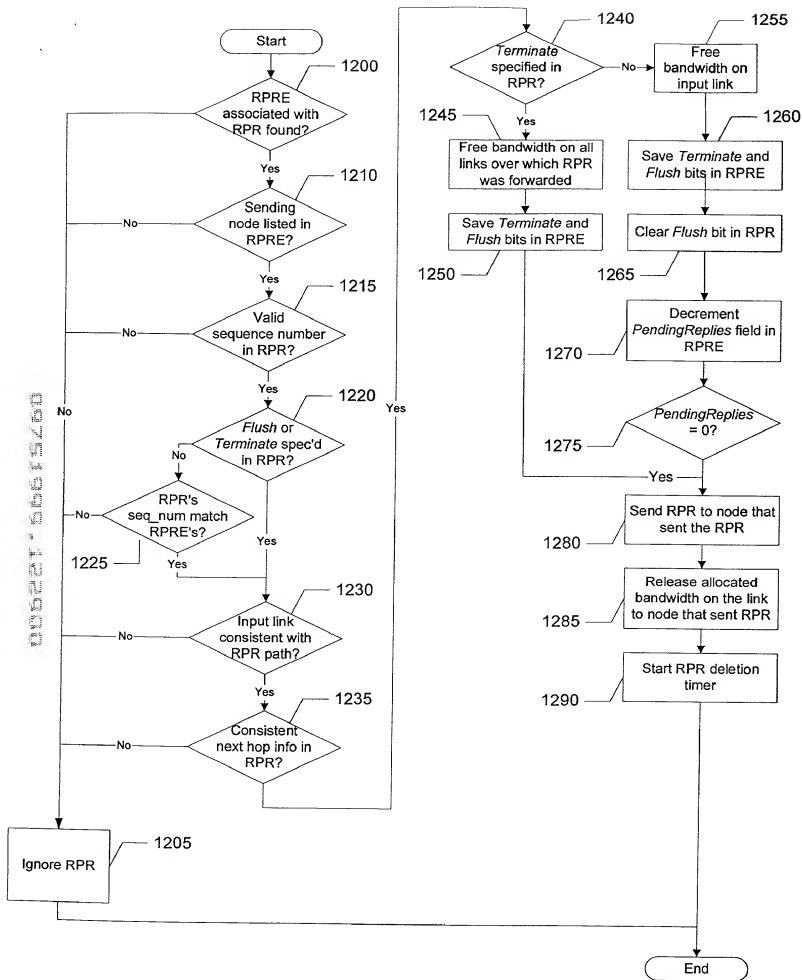 Start
1200
RPRE
associated with
RPR found?
Yes
1210
Sending
node listed in
RPRE?
No
Yes
1215
Valid
sequence number
in RPR?
No
Yes
1220
Flush or
Terminate spec'd
in RPR?
No
No
RPR's
seq_num match
RPRE's?
No
1225
Yes
Yes
1230
Input link
consistent with
RPR path?
No
Yes
1235
Consistent
next hop info in
RPR?
No
Yes
1205
Ignore RPR
1240
Terminate
specified in
RPR?
No
Yes
1245
Free bandwidth on all
links over which RPR
was forwarded
Save Terminate and
Flush bits in RPRE
1250
1255
Free
bandwidth on
input link
1260
Save Terminate and
Flush bits in RPRE
Clear Flush bit in RPR
1265
Decrement
PendingReplies field in
RPRE
1270
PendingReplies
= 0?
1275
Yes
Send RPR to node that
sent the RPR
1280
Release allocated
bandwidth on the link
to node that sent RPR
1285
Start RPR deletion
timer
1290
End